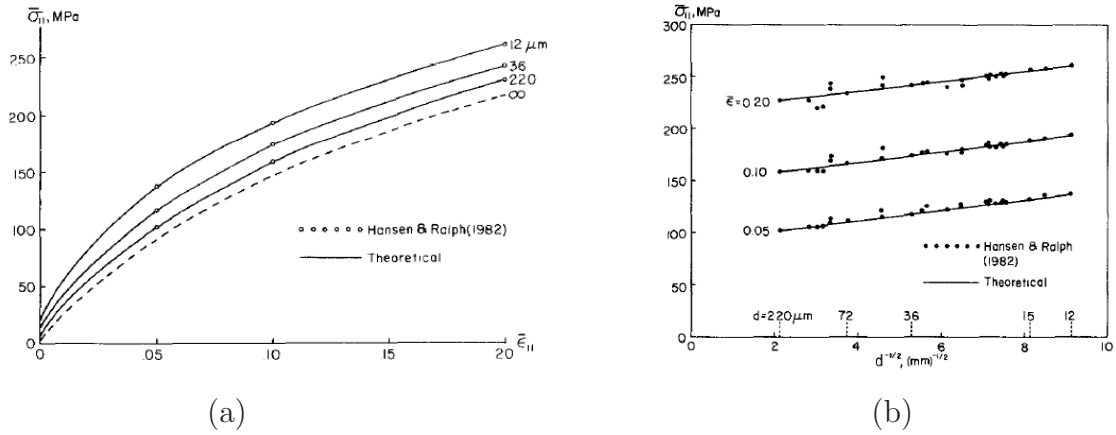 σ̅₁₁, MPa
250
200
150
100
50
0
0
.05
.10
.15
.20
ε̅₁₁
12 μm
36
220
∞
Hansen & Ralph (1982)
Theoretical
(a)
σ̅₁₁, MPa
300
250
200
150
100
50
0
ε̅=0.20
0.10
0.05
Hansen & Ralph
(1982)
Theoretical
d=220μm 72 36 15 12
0 2 4 6 8 10
d⁻¹/², (mm)⁻¹/²
(b)